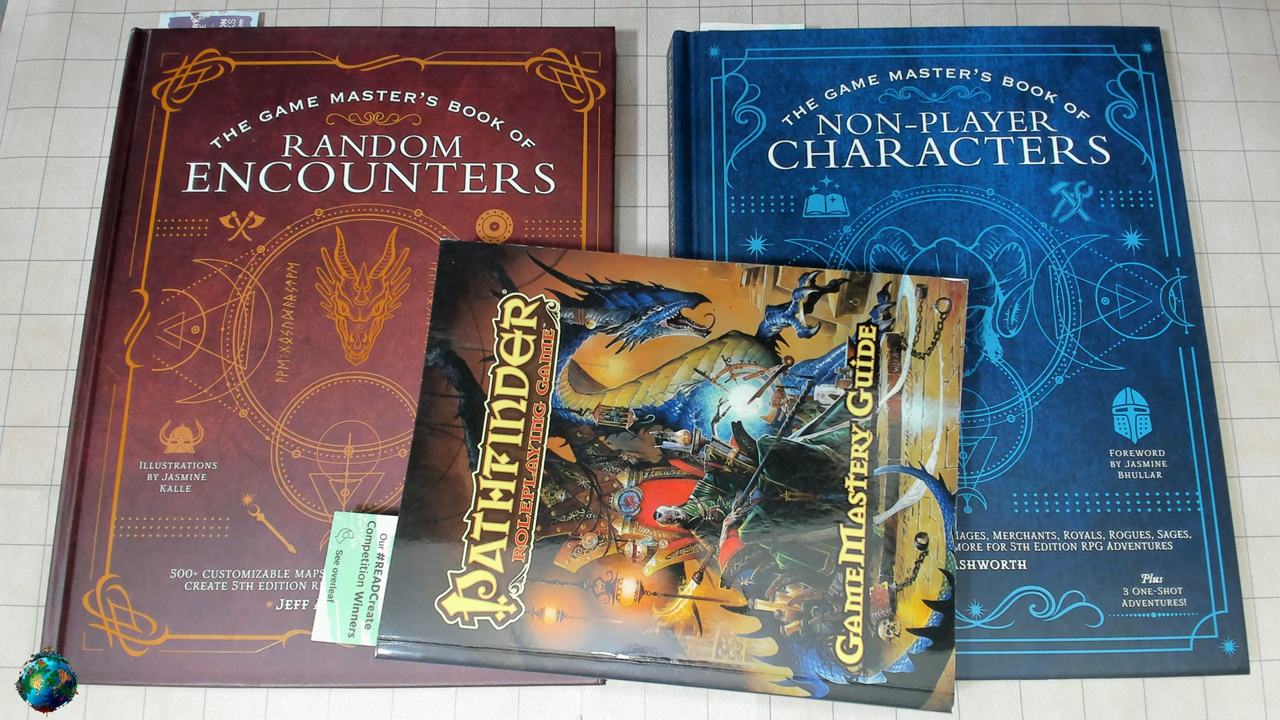 THE GAME MASTER'S BOOK OF
RANDOM
ENCOUNTERS
ILLUSTRATIONS
BY JASMINE
KALLE
500+ CUSTOMIZABLE MAPS
CREATE 5TH EDITION
JEFF
Our #READCreate
Competition Winners
See overleaf
PATHFINDER
ROLEPLAYING GAME™
GAMEMASTERY GUIDE
THE GAME MASTER'S BOOK OF
NON-PLAYER
CHARACTERS
FOREWORD
BY JASMINE
BHULLAR
MAGES, MERCHANTS, ROYALS, ROGUES, SAGES,
MORE FOR 5TH EDITION RPG ADVENTURES
ASHWORTH
Plus
3 ONE-SHOT
ADVENTURES!